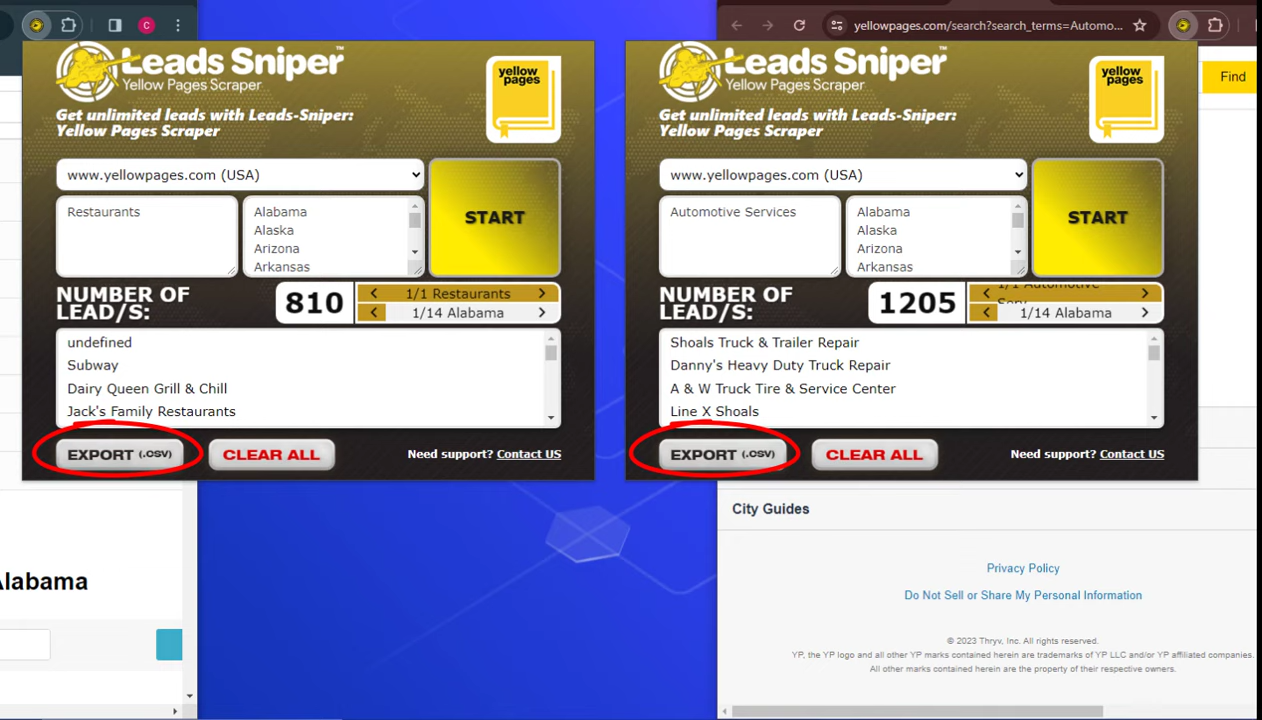 C
yellowpages.com/search?search_terms=Automo...
Leads Sniper™
Yellow Pages Scraper
yellow
pages
Get unlimited leads with Leads-Sniper:
Yellow Pages Scraper
www.yellowpages.com (USA)
Restaurants
Alabama
Alaska
Arizona
Arkansas
START
NUMBER OF
LEAD/S:
810
1/1 Restaurants
1/14 Alabama
undefined
Subway
Dairy Queen Grill & Chill
Jack's Family Restaurants
EXPORT (.CSV)
CLEAR ALL
Need support? Contact US
Leads Sniper™
Yellow Pages Scraper
yellow
pages
Get unlimited leads with Leads-Sniper:
Yellow Pages Scraper
www.yellowpages.com (USA)
Automotive Services
Alabama
Alaska
Arizona
Arkansas
START
NUMBER OF
LEAD/S:
1205
1/1 Automotive
Serv
1/14 Alabama
Shoals Truck & Trailer Repair
Danny's Heavy Duty Truck Repair
A & W Truck Tire & Service Center
Line X Shoals
EXPORT (.CSV)
CLEAR ALL
Need support? Contact US
Find
Alabama
City Guides
Privacy Policy
Do Not Sell or Share My Personal Information
© 2023 Thryv, Inc. All rights reserved.
YP, the YP logo and all other YP marks contained herein are trademarks of YP LLC and/or YP affiliated companies.
All other marks contained herein are the property of their respective owners.